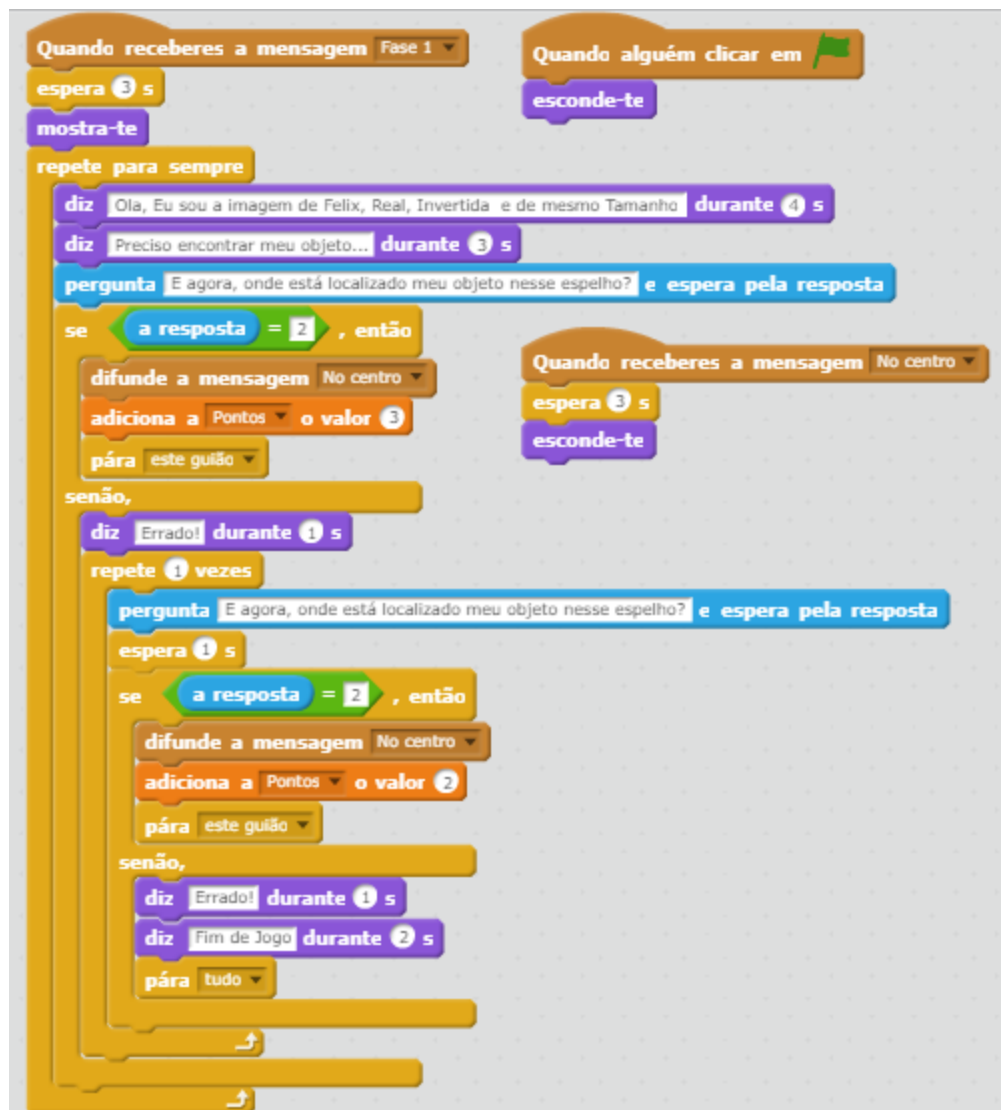 Quando receberes a mensagem Fase 1
espera 3 s
mostra-te
repete para sempre
diz Ola, Eu sou a imagem de Felix, Real, Invertida e de mesmo Tamanho durante 4 s
diz Preciso encontrar meu objeto... durante 3 s
pergunta E agora, onde está localizado meu objeto nesse espelho? e espera pela resposta
se a resposta = 2 , então
difunde a mensagem No centro
adiciona a Pontos o valor 3
pára este guião
senão,
diz Errado! durante 1 s
repete 1 vezes
pergunta E agora, onde está localizado meu objeto nesse espelho? e espera pela resposta
espera 1 s
se a resposta = 2 , então
difunde a mensagem No centro
adiciona a Pontos o valor 2
pára este guião
senão,
diz Errado! durante 1 s
diz Fim de Jogo durante 2 s
pára tudo
Quando alguém clicar em
esconde-te
Quando receberes a mensagem No centro
espera 3 s
esconde-te